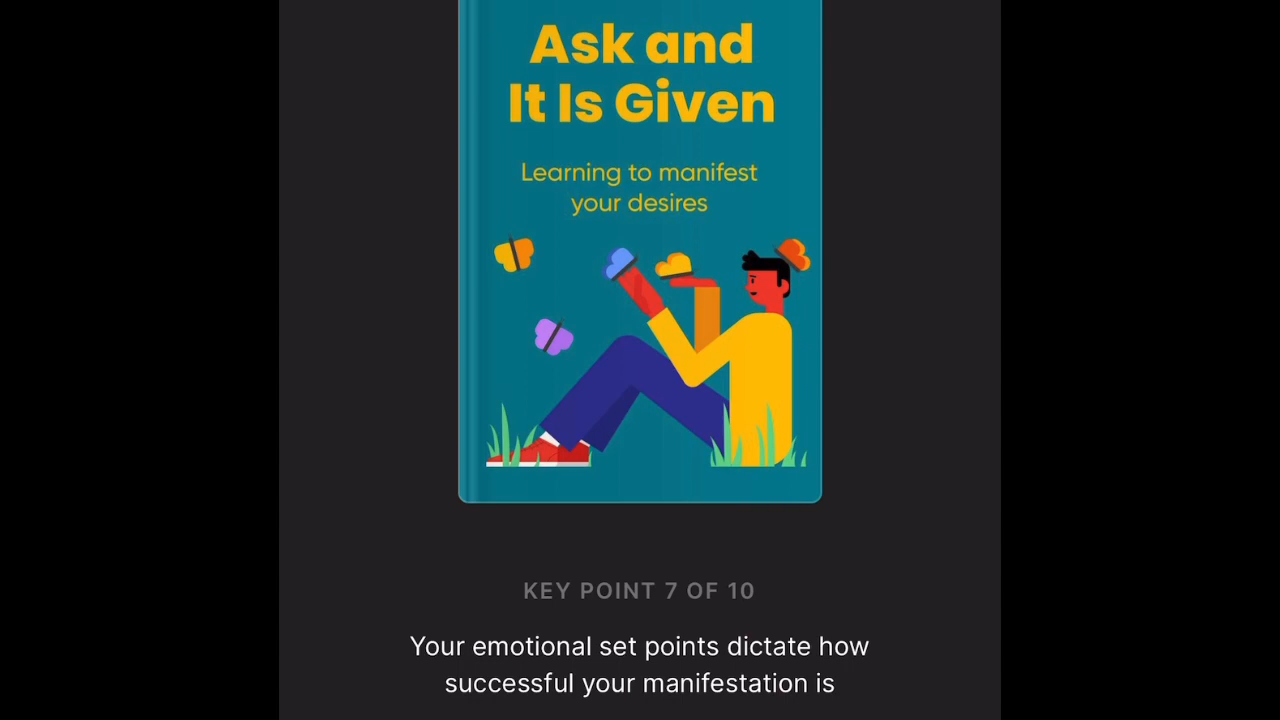 Ask and
It Is Given
Learning to manifest
your desires
KEY POINT 7 OF 10
Your emotional set points dictate how
successful your manifestation is